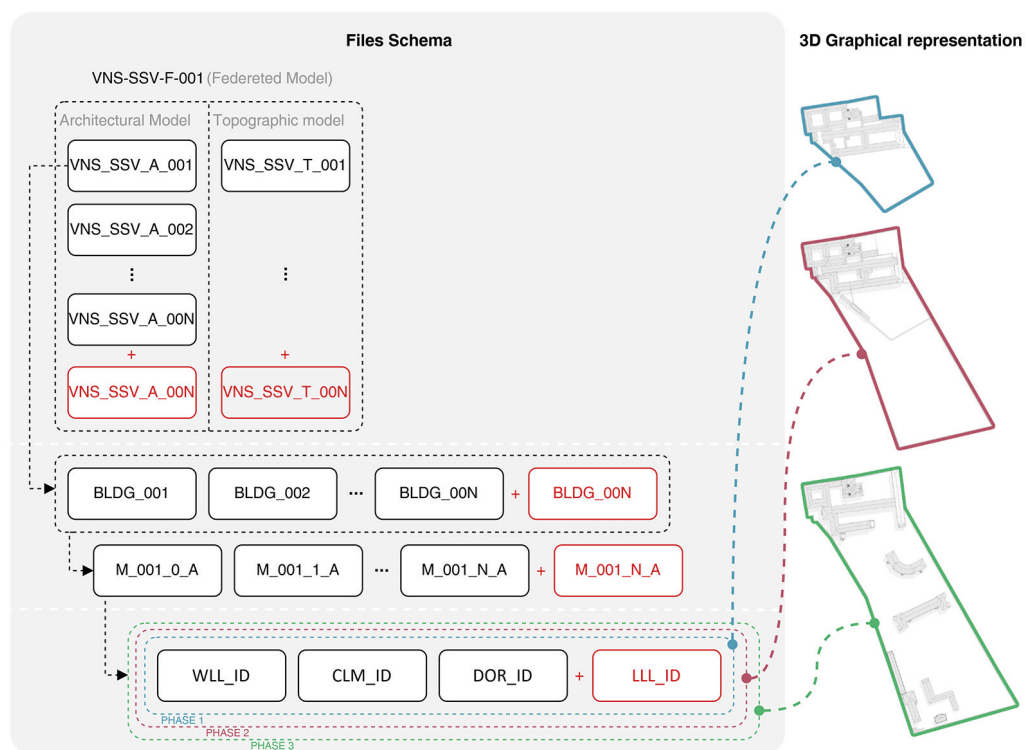 Files Schema
3D Graphical representation
VNS-SSV-F-001 (Federeted Model)
Architectural Model
Topographic model
VNS_SSV_A_001
VNS_SSV_T_001
VNS_SSV_A_002
⋮
⋮
VNS_SSV_A_00N
+
+
VNS_SSV_A_00N
VNS_SSV_T_00N
BLDG_001
BLDG_002
...
BLDG_00N
+
BLDG_00N
M_001_0_A
M_001_1_A
...
M_001_N_A
+
M_001_N_A
WLL_ID
CLM_ID
DOR_ID
+
LLL_ID
PHASE 1
PHASE 2
PHASE 3